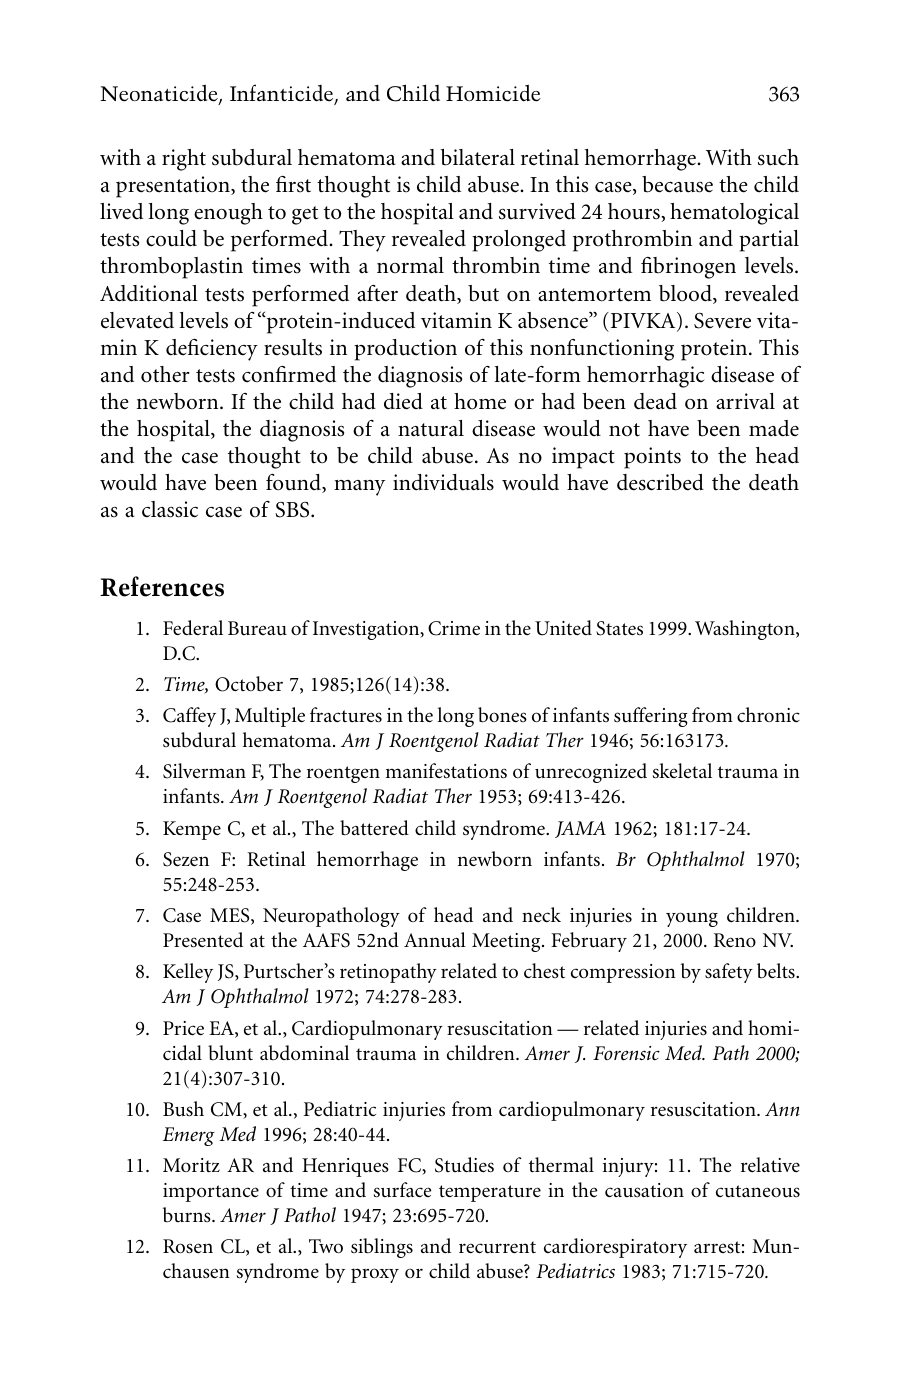 Neonaticide, Infanticide, and Child Homicide 363
with a right subdural hematoma and bilateral retinal hemorrhage. With such
a presentation, the first thought is child abuse. In this case, because the child
lived long enough to get to the hospital and survived 24 hours, hematological
tests could be performed. They revealed prolonged prothrombin and partial
thromboplastin times with a normal thrombin time and fibrinogen levels.
Additional tests performed after death, but on antemortem blood, revealed
elevated levels of “protein-induced vitamin K absence” (PIVKA). Severe vita-
min K deficiency results in production of this nonfunctioning protein. This
and other tests confirmed the diagnosis of late-form hemorrhagic disease of
the newborn. If the child had died at home or had been dead on arrival at
the hospital, the diagnosis of a natural disease would not have been made
and the case thought to be child abuse. As no impact points to the head
would have been found, many individuals would have described the death
as a classic case of SBS.
References
1. Federal Bureau of Investigation, Crime in the United States 1999. Washington,
D.C.
2. Time, October 7, 1985;126(14):38.
3. Caffey J, Multiple fractures in the long bones of infants suffering from chronic
subdural hematoma. Am J Roentgenol Radiat Ther 1946; 56:163173.
4. Silverman F, The roentgen manifestations of unrecognized skeletal trauma in
infants. Am J Roentgenol Radiat Ther 1953; 69:413-426.
5. Kempe C, et al., The battered child syndrome. JAMA 1962; 181:17-24.
6. Sezen F: Retinal hemorrhage in newborn infants. Br Ophthalmol 1970;
55:248-253.
7. Case MES, Neuropathology of head and neck injuries in young children.
Presented at the AAFS 52nd Annual Meeting. February 21, 2000. Reno NV.
8. Kelley JS, Purtscher’s retinopathy related to chest compression by safety belts.
Am J Ophthalmol 1972; 74:278-283.
9. Price EA, et al., Cardiopulmonary resuscitation — related injuries and homi-
cidal blunt abdominal trauma in children. Amer J. Forensic Med. Path 2000;
21(4):307-310.
10. Bush CM, et al., Pediatric injuries from cardiopulmonary resuscitation. Ann
Emerg Med 1996; 28:40-44.
11. Moritz AR and Henriques FC, Studies of thermal injury: 11. The relative
importance of time and surface temperature in the causation of cutaneous
burns. Amer J Pathol 1947; 23:695-720.
12. Rosen CL, et al., Two siblings and recurrent cardiorespiratory arrest: Mun-
chausen syndrome by proxy or child abuse? Pediatrics 1983; 71:715-720.